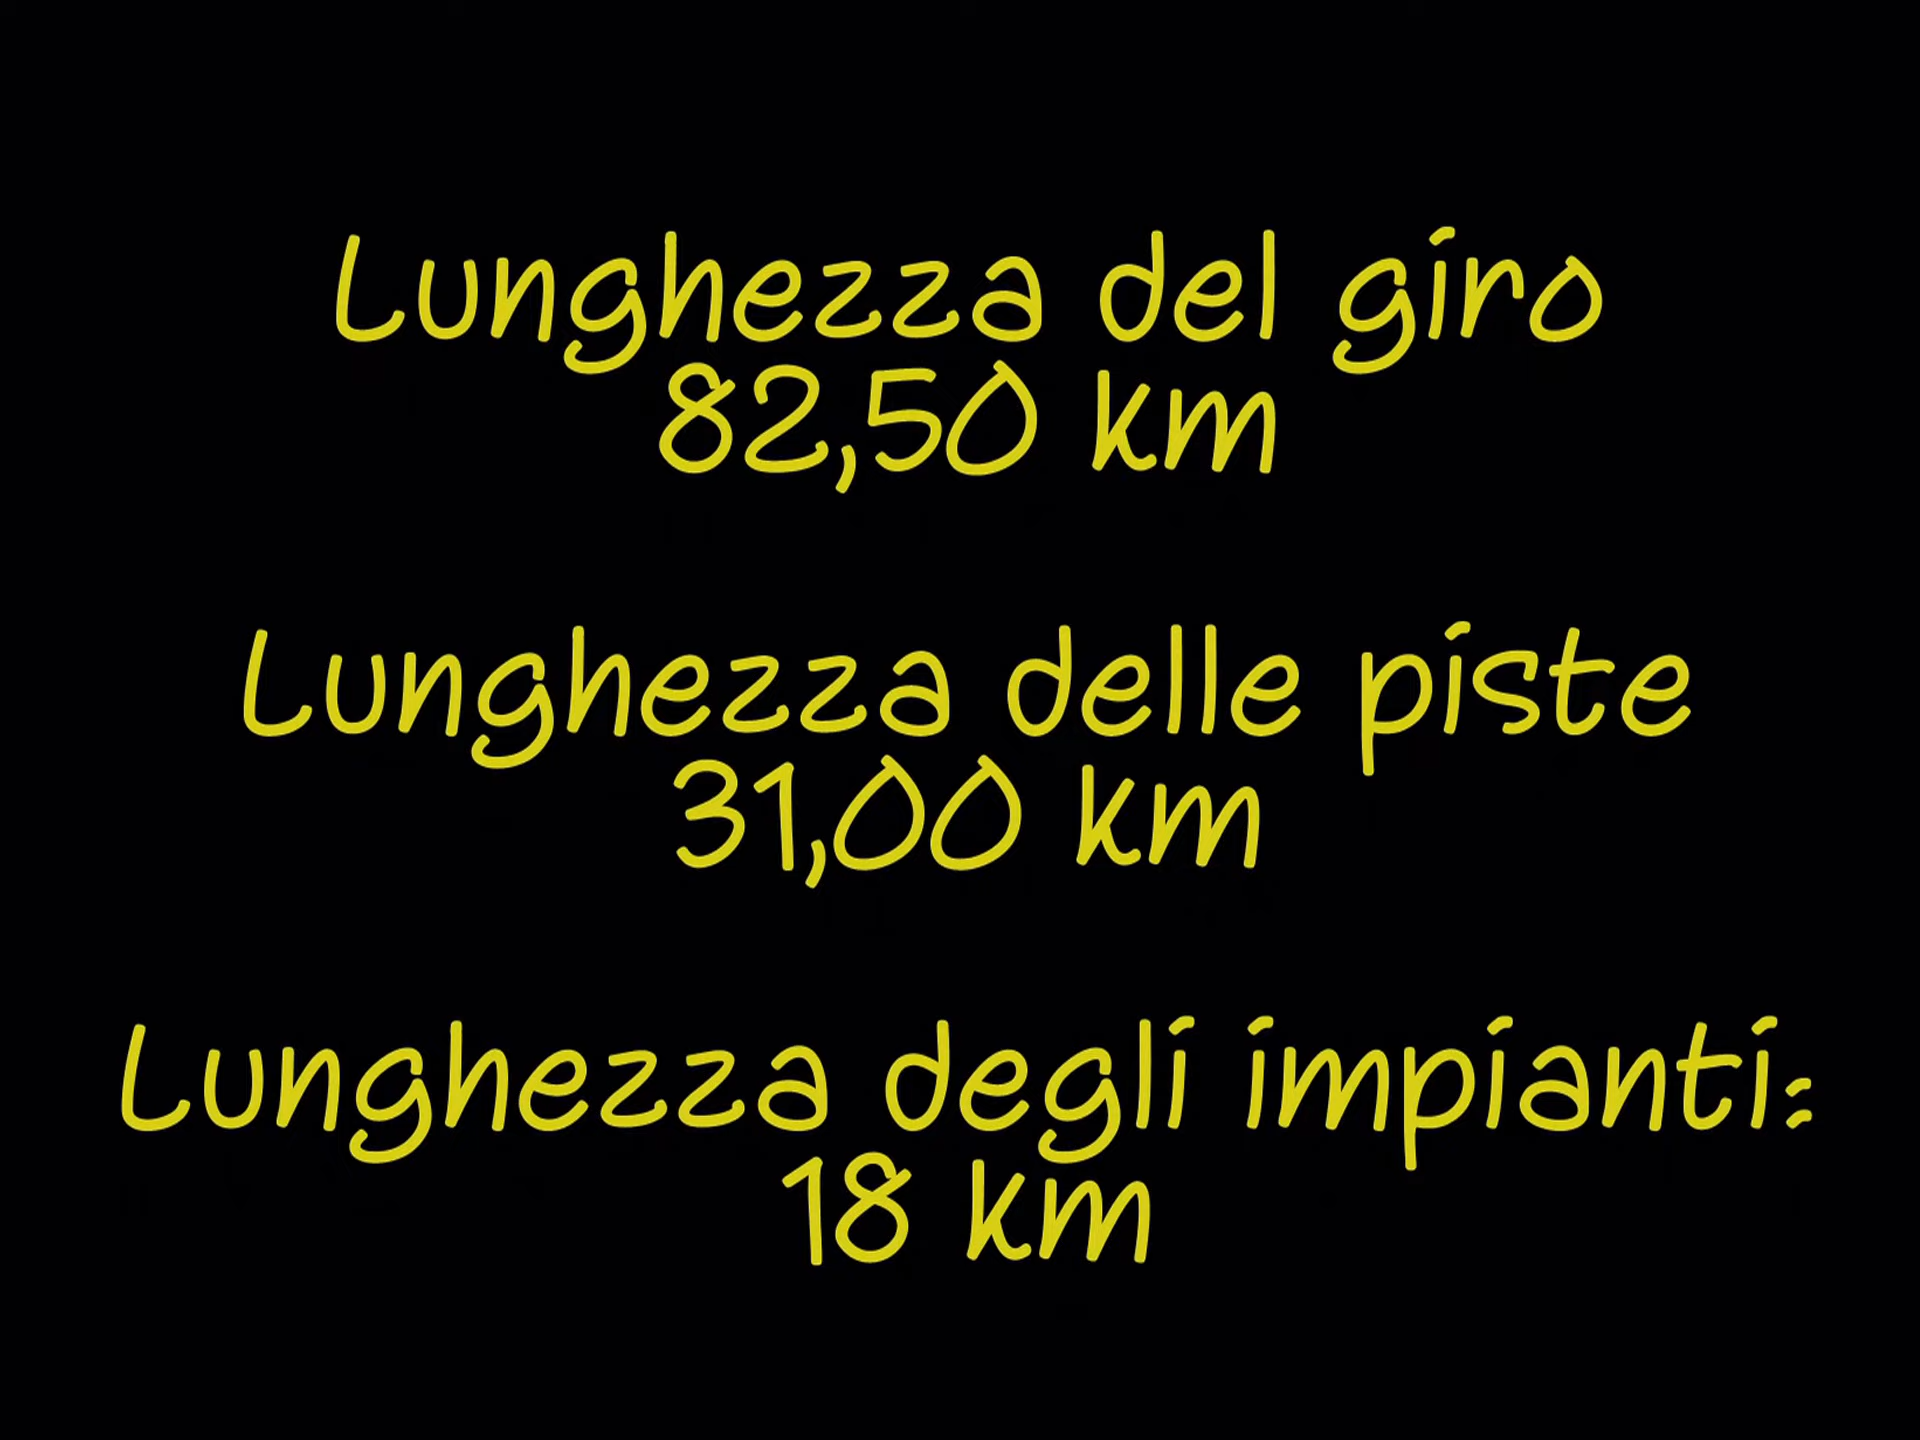 Lunghezza del giro
82,50 km
Lunghezza delle piste
31,00 km
Lunghezza degli impianti:
18 km